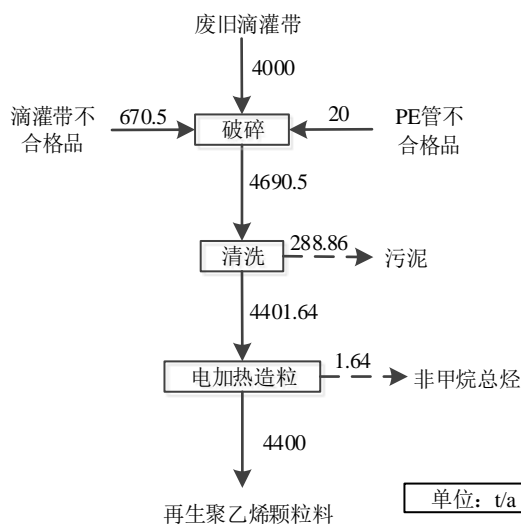 废旧滴灌带
4000
滴灌带不
合格品
670.5
破碎
20
PE管不
合格品
4690.5
清洗
288.86
污泥
4401.64
电加热造粒
1.64
非甲烷总烃
4400
再生聚乙烯颗粒料
单位：t/a